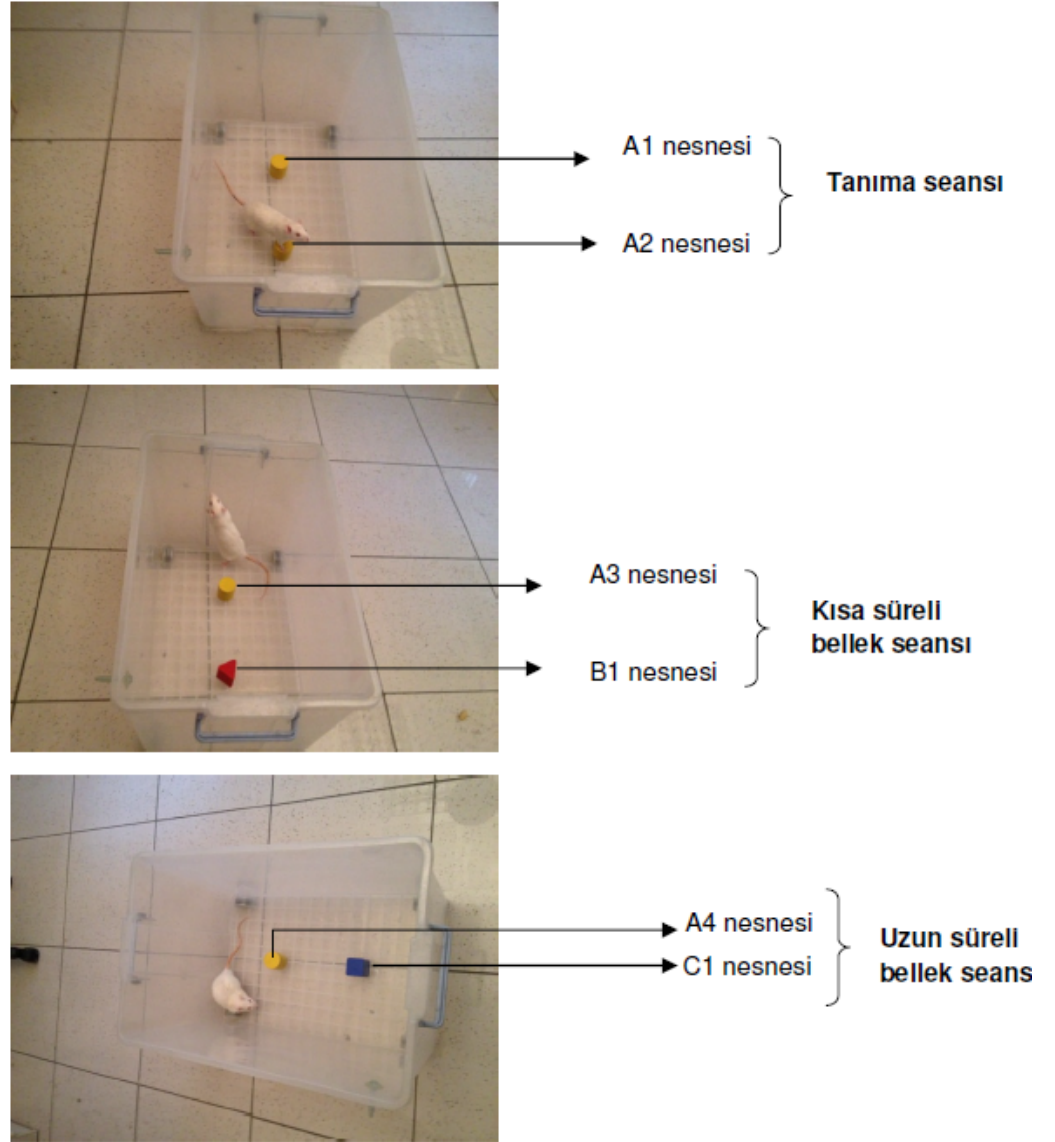 A1 nesnesi
Tanıma seansı
A2 nesnesi
A3 nesnesi
Kısa süreli
bellek seansı
B1 nesnesi
A4 nesnesi
Uzun süreli
C1 nesnesi
bellek seans